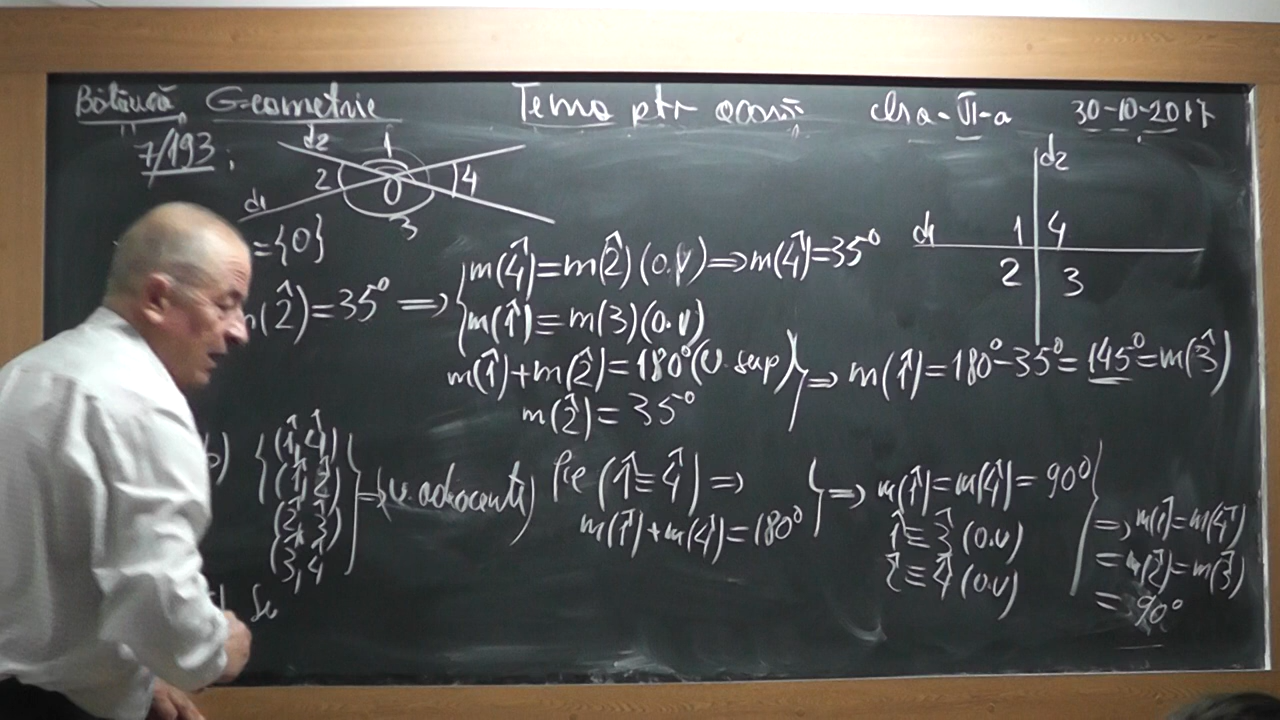 Geometrie Tema ptr acasă VI-a 30-10-2017
7/193;
d2 1
2 0 4
d1 3
d2
d1 1 4
2 3
={0}
m(4̂)=m(2̂)(o.v)⇒m(4̂)=35°
m(2̂)=35° ⇒ {
m(1̂)=m(3)(o.v)
m(1̂)+m(2̂)=180°(v. sup) ⇒ m(1̂)=180°-35°=145°=m(3̂)
m(2̂)=35°
b) { (1̂,4̂)
(1̂,2̂)
(2̂,3̂)
(3̂,4̂) } ⇒ (v. adiacente) Fie (1̂≡4̂) ⇒
m(1̂)+m(4̂)=180° } ⇒ m(1̂)=m(4̂)=90°
1̂≡3̂ (o.v)
2̂≡4̂ (o.v)
} ⇒ m(1̂)=m(4̂)
=m(2̂)=m(3̂)
=90°